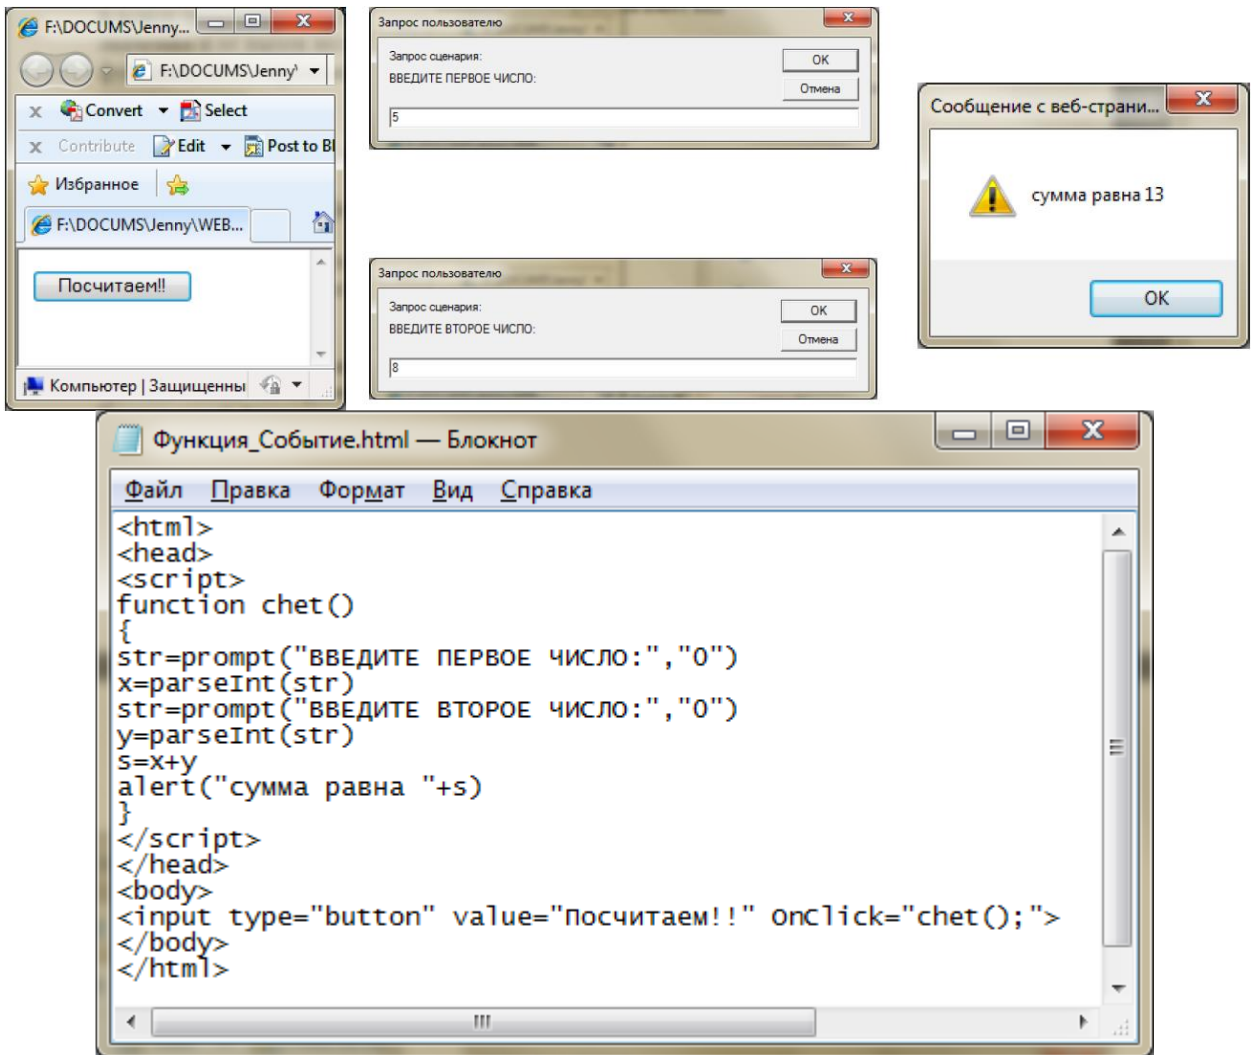 F:\DOCUMS\Jenny...
F:\DOCUMS\Jenny\
x Convert Select
x Contribute Edit Post to Bl
Избранное
F:\DOCUMS\Jenny\WEB...
Посчитаем!!
Компьютер | Защищенны
Запрос пользователю
Запрос сценария:
ВВЕДИТЕ ПЕРВОЕ ЧИСЛО:
OK
Отмена
5
Запрос пользователю
Запрос сценария:
ВВЕДИТЕ ВТОРОЕ ЧИСЛО:
OK
Отмена
8
Сообщение с веб-страни...
сумма равна 13
OK
Функция_Событие.html — Блокнот
Файл Правка Формат Вид Справка
<html>
<head>
<script>
function chet()
{
str=prompt("ВВЕДИТЕ ПЕРВОЕ ЧИСЛО:","0")
x=parseInt(str)
str=prompt("ВВЕДИТЕ ВТОРОЕ ЧИСЛО:","0")
y=parseInt(str)
s=x+y
alert("сумма равна "+s)
}
</script>
</head>
<body>
<input type="button" value="Посчитаем!!" OnClick="chet();">
</body>
</html>